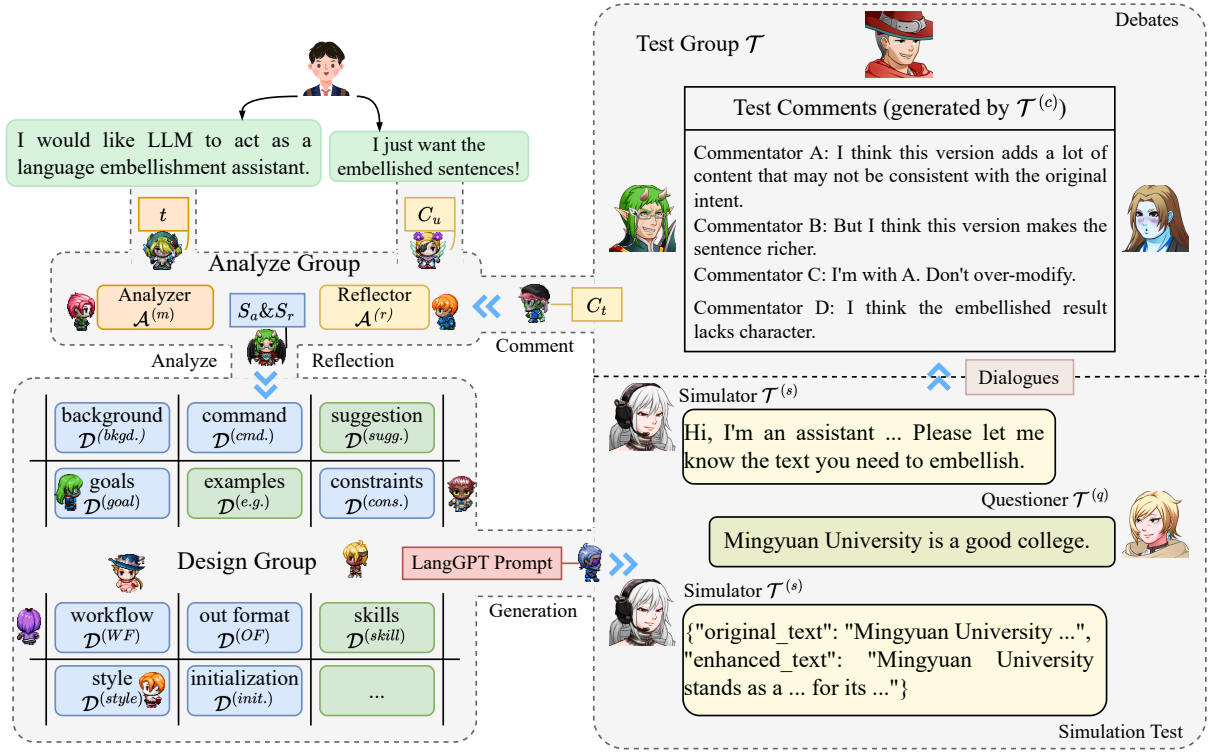 I would like LLM to act as a
language embellishment assistant.
I just want the
embellished sentences!
t
C_u
Analyze Group
Analyzer
𝒜^(m)
S_a&S_r
Reflector
𝒜^(r)
C_t
Analyze
Reflection
Comment
background
𝒟^(bkgd.)
command
𝒟^(cmd.)
suggestion
𝒟^(sugg.)
goals
𝒟^(goal)
examples
𝒟^(e.g.)
constraints
𝒟^(cons.)
Design Group
LangGPT Prompt
Generation
workflow
𝒟^(WF)
out format
𝒟^(OF)
skills
𝒟^(skill)
style
𝒟^(style)
initialization
𝒟^(init.)
...
Debates
Test Group 𝒯
Test Comments (generated by 𝒯^(c))
Commentator A: I think this version adds a lot of
content that may not be consistent with the original
intent.
Commentator B: But I think this version makes the
sentence richer.
Commentator C: I'm with A. Don't over-modify.
Commentator D: I think the embellished result
lacks character.
Dialogues
Simulator 𝒯^(s)
Hi, I'm an assistant ... Please let me
know the text you need to embellish.
Questioner 𝒯^(q)
Mingyuan University is a good college.
Simulator 𝒯^(s)
{"original_text": "Mingyuan University ...",
"enhanced_text": "Mingyuan University
stands as a ... for its ..."}
Simulation Test